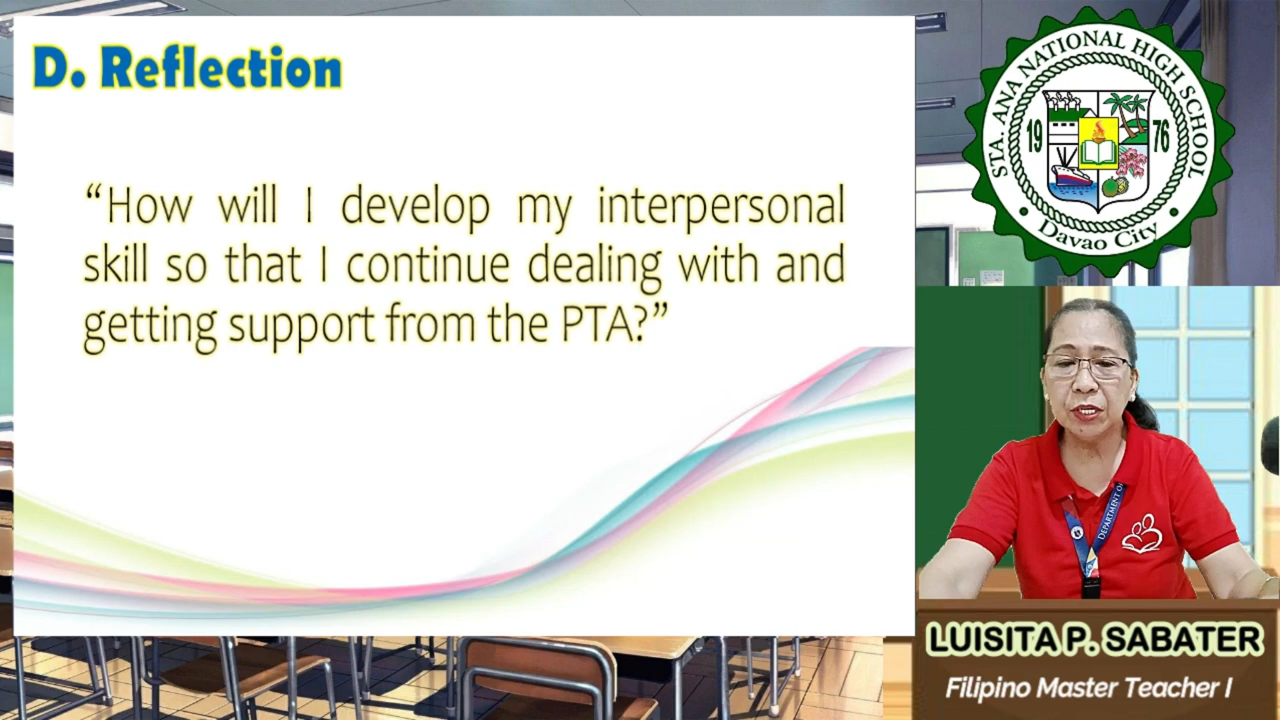 D. Reflection
“How will I develop my interpersonal
skill so that I continue dealing with and
getting support from the PTA?”
STA. ANA NATIONAL HIGH SCHOOL
19 76
Davao City
DEPARTMENT O
LUISITA P. SABATER
Filipino Master Teacher I